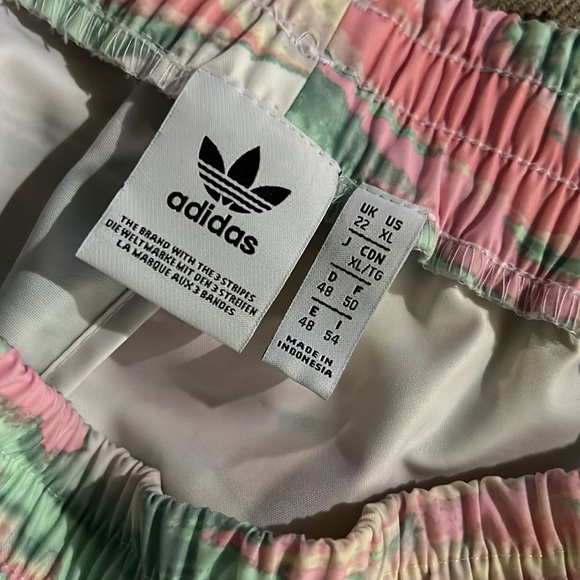 adidas
THE BRAND WITH THE 3 STRIPES
DIE WELTMARKE MIT DEN 3 STREIFEN
LA MARQUE AUX 3 BANDES
UK US
22 XL
J CDN
XL/TG
D F
48 50
E I
48 54
MADE IN
INDONESIA